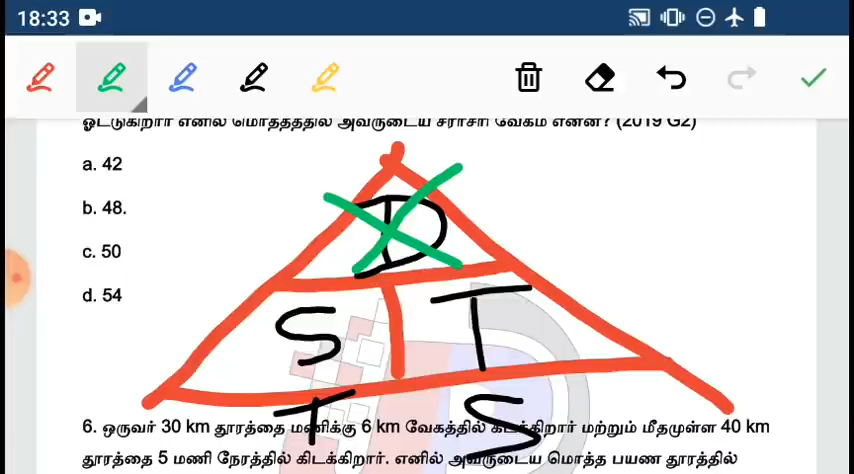 18:33
ஓட்டுகிறார் எனில் மொத்தத்தில் அவருடைய சராசரி வேகம் என்ன? (2019 G2)
a. 42
b. 48.
c. 50
d. 54
D
S T
T S
6. ஒருவர் 30 km தூரத்தை மணிக்கு 6 km வேகத்தில் கடக்கிறார் மற்றும் மீதமுள்ள 40 km
தூரத்தை 5 மணி நேரத்தில் கடக்கிறார். எனில் அவருடைய மொத்த பயண தூரத்தில்